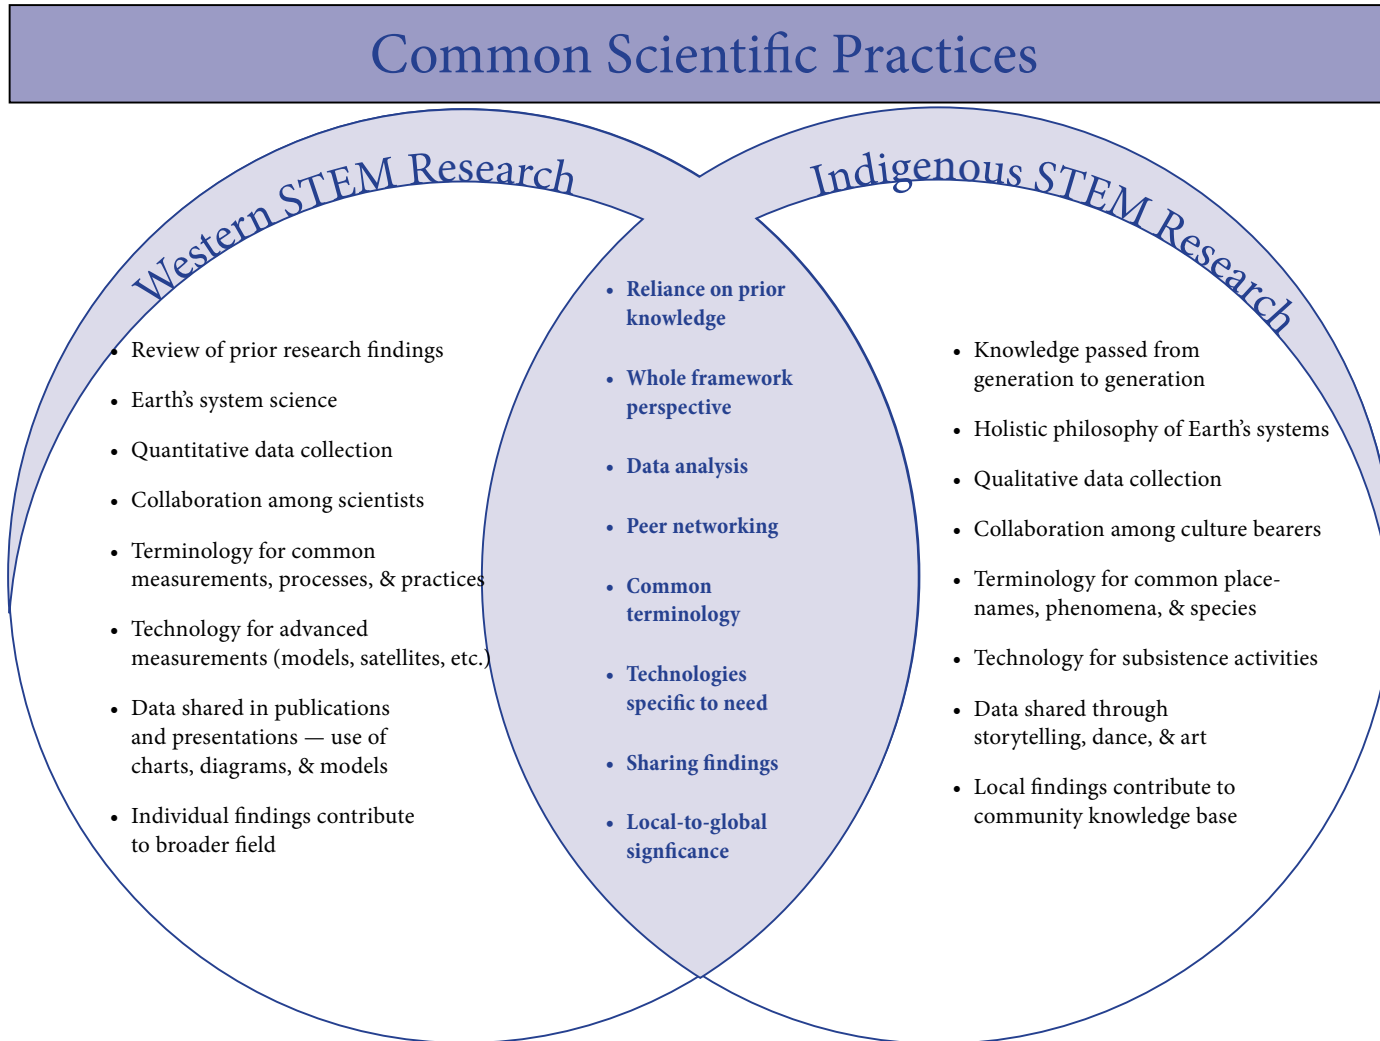 Common Scientific Practices
Western STEM Research
• Review of prior research findings
• Earth’s system science
• Quantitative data collection
• Collaboration among scientists
• Terminology for common
measurements, processes, & practices
• Technology for advanced
measurements (models, satellites, etc.)
• Data shared in publications
and presentations — use of
charts, diagrams, & models
• Individual findings contribute
to broader field
• Reliance on prior
knowledge
• Whole framework
perspective
• Data analysis
• Peer networking
• Common
terminology
• Technologies
specific to need
• Sharing findings
• Local-to-global
signficance
Indigenous STEM Research
• Knowledge passed from
generation to generation
• Holistic philosophy of Earth’s systems
• Qualitative data collection
• Collaboration among culture bearers
• Terminology for common place-
names, phenomena, & species
• Technology for subsistence activities
• Data shared through
storytelling, dance, & art
• Local findings contribute to
community knowledge base